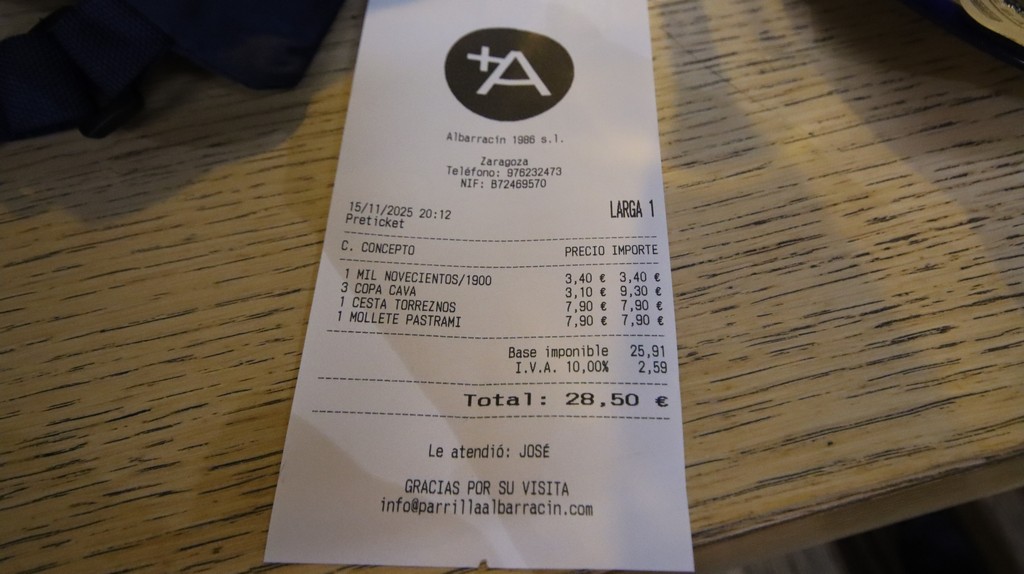 +A
Albarracin 1986 s.l.
Zaragoza
Teléfono: 976232473
NIF: B72469570
15/11/2025 20:12 LARGA 1
Preticket
C. CONCEPTO PRECIO IMPORTE
1 MIL NOVECIENTOS/1900 3,40 € 3,40 €
3 COPA CAVA 3,10 € 9,30 €
1 CESTA TORREZNOS 7,90 € 7,90 €
1 MOLLETE PASTRAMI 7,90 € 7,90 €
Base imponible 25,91
I.V.A. 10,00% 2,59
Total: 28,50 €
Le atendió: JOSÉ
GRACIAS POR SU VISITA
info@parrillaalbarracin.com